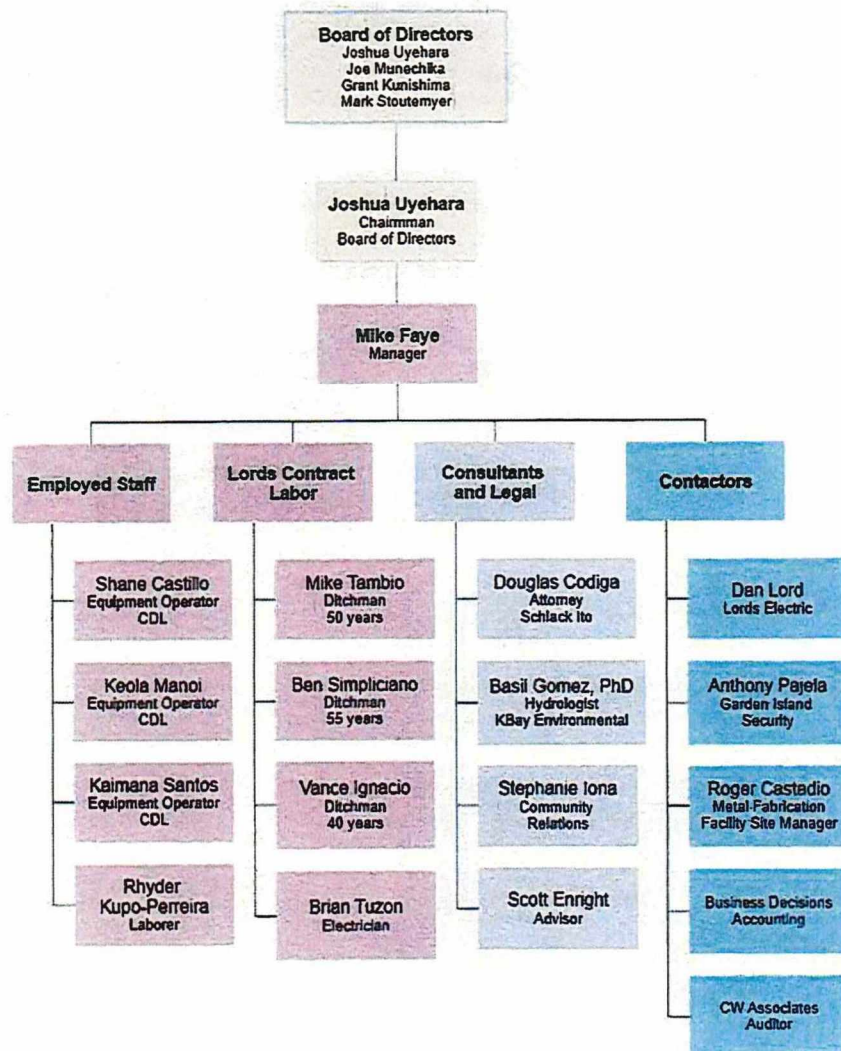 Board of Directors
Joshua Uyehara
Joe Munechika
Grant Kunishima
Mark Stoutemyer
Joshua Uyehara
Chairmman
Board of Directors
Mike Faye
Manager
Employed Staff
Shane Castillo
Equipment Operator
CDL
Keola Manoi
Equipment Operator
CDL
Kaimana Santos
Equipment Operator
CDL
Rhyder
Kupo-Perreira
Laborer
Lords Contract
Labor
Mike Tambio
Ditchman
50 years
Ben Simpliciano
Ditchman
55 years
Vance Ignacio
Ditchman
40 years
Brian Tuzon
Electrician
Consultants
and Legal
Douglas Codiga
Attorney
Schlack Ito
Basil Gomez, PhD
Hydrologist
KBay Environmental
Stephanie Iona
Community
Relations
Scott Enright
Advisor
Contactors
Dan Lord
Lords Electric
Anthony Pajela
Garden Island
Security
Roger Castadio
Metal-Fabrication
Facility Site Manager
Business Decisions
Accounting
CW Associates
Auditor